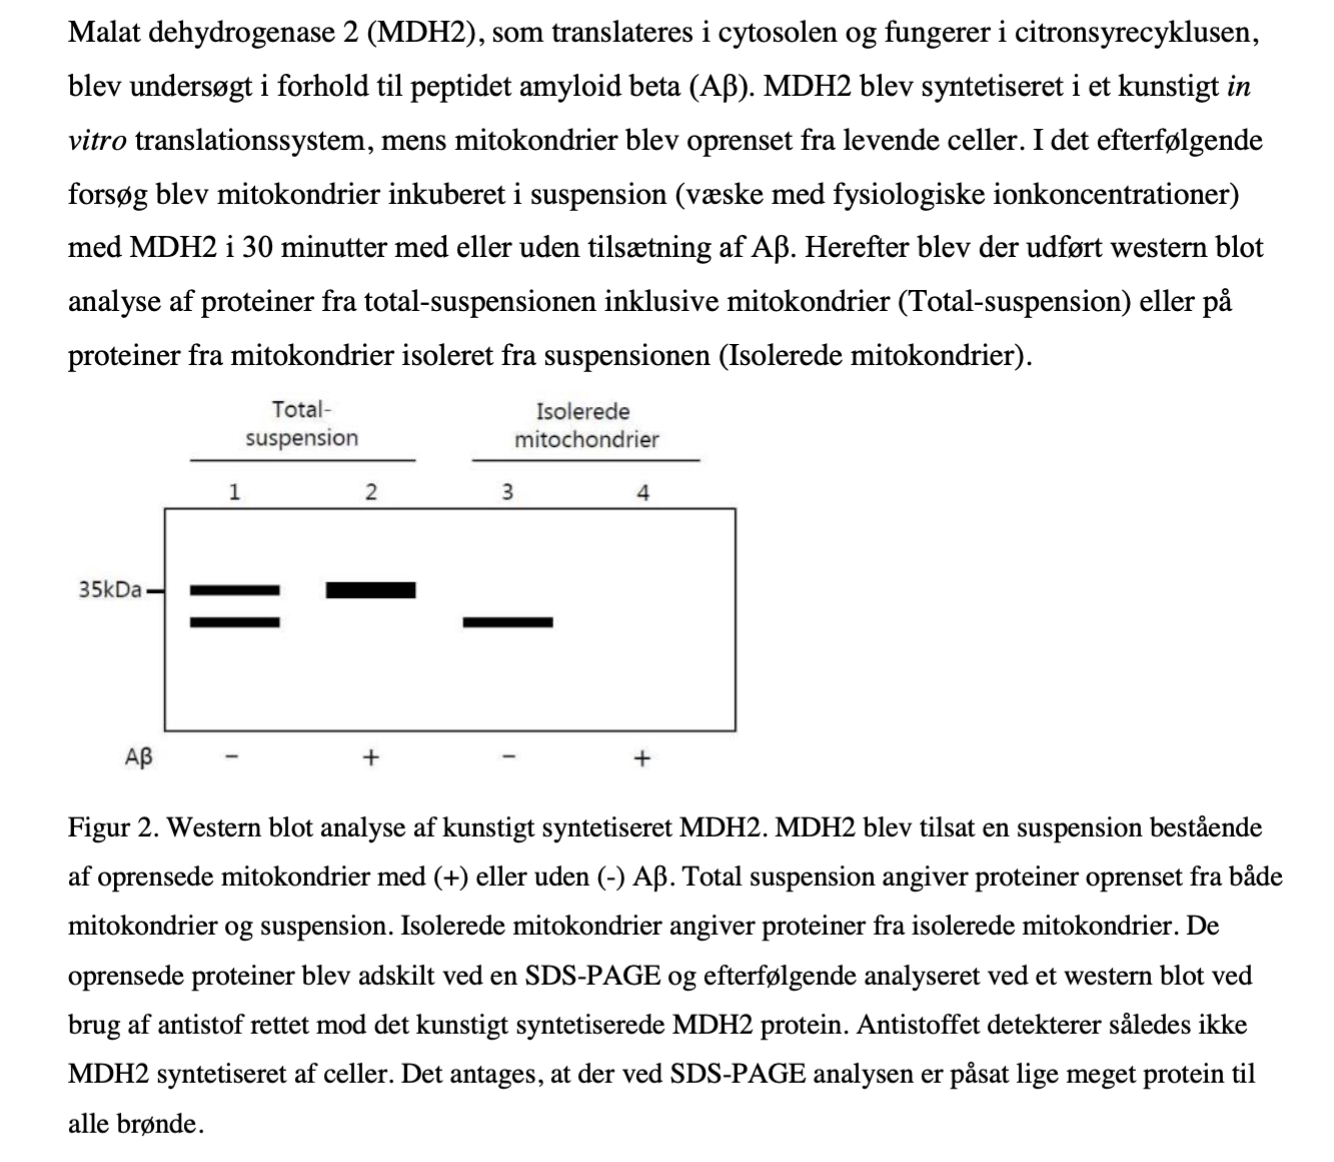 Malat dehydrogenase 2 (MDH2), som translateres i cytosolen og fungerer i citronsyrecyklusen,
blev undersøgt i forhold til peptidet amyloid beta (Aβ). MDH2 blev syntetiseret i et kunstigt in
vitro translationssystem, mens mitokondrier blev oprenset fra levende celler. I det efterfølgende
forsøg blev mitokondrier inkuberet i suspension (væske med fysiologiske ionkoncentrationer)
med MDH2 i 30 minutter med eller uden tilsætning af Aβ. Herefter blev der udført western blot
analyse af proteiner fra total-suspensionen inklusive mitokondrier (Total-suspension) eller på
proteiner fra mitokondrier isoleret fra suspensionen (Isolerede mitokondrier).
Total-
suspension
Isolerede
mitochondrier
1 2 3 4
35kDa
Aβ − + − +
Figur 2. Western blot analyse af kunstigt syntetiseret MDH2. MDH2 blev tilsat en suspension bestående
af oprensede mitokondrier med (+) eller uden (-) Aβ. Total suspension angiver proteiner oprenset fra både
mitokondrier og suspension. Isolerede mitokondrier angiver proteiner fra isolerede mitokondrier. De
oprensede proteiner blev adskilt ved en SDS-PAGE og efterfølgende analyseret ved et western blot ved
brug af antistof rettet mod det kunstigt syntetiserede MDH2 protein. Antistoffet detekterer således ikke
MDH2 syntetiseret af celler. Det antages, at der ved SDS-PAGE analysen er påsat lige meget protein til
alle brønde.